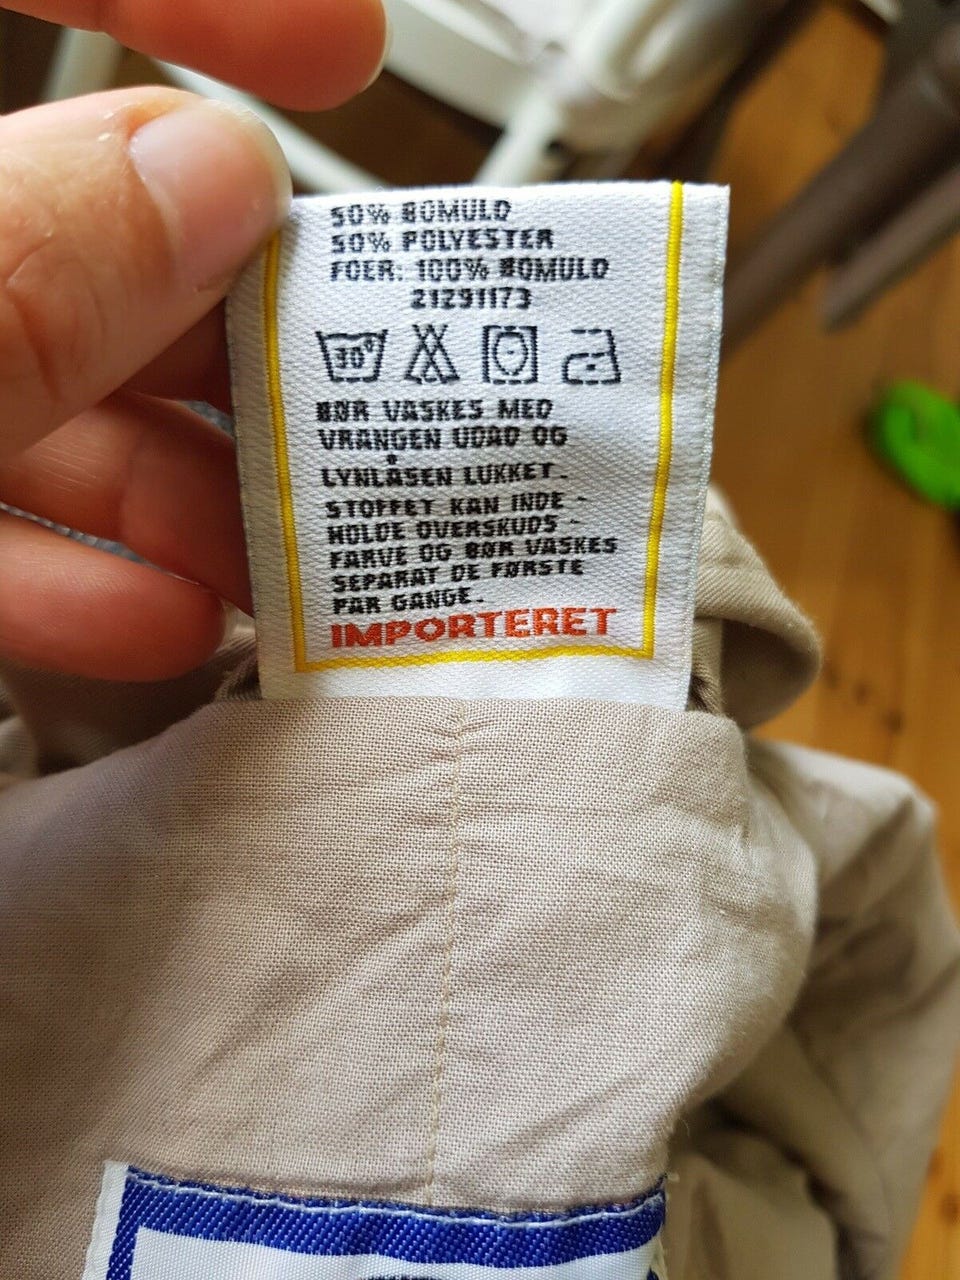 50% BOMULD
50% POLYESTER
FOER: 100% BOMULD
21291173
30°
BØR VASKES MED
VRANGEN UDAD OG
LYNLÅSEN LUKKET.
STOFFET KAN INDE-
HOLDE OVERSKUDS-
FARVE OG BØR VASKES
SEPARAT DE FØRSTE
PAR GANGE.
IMPORTERET